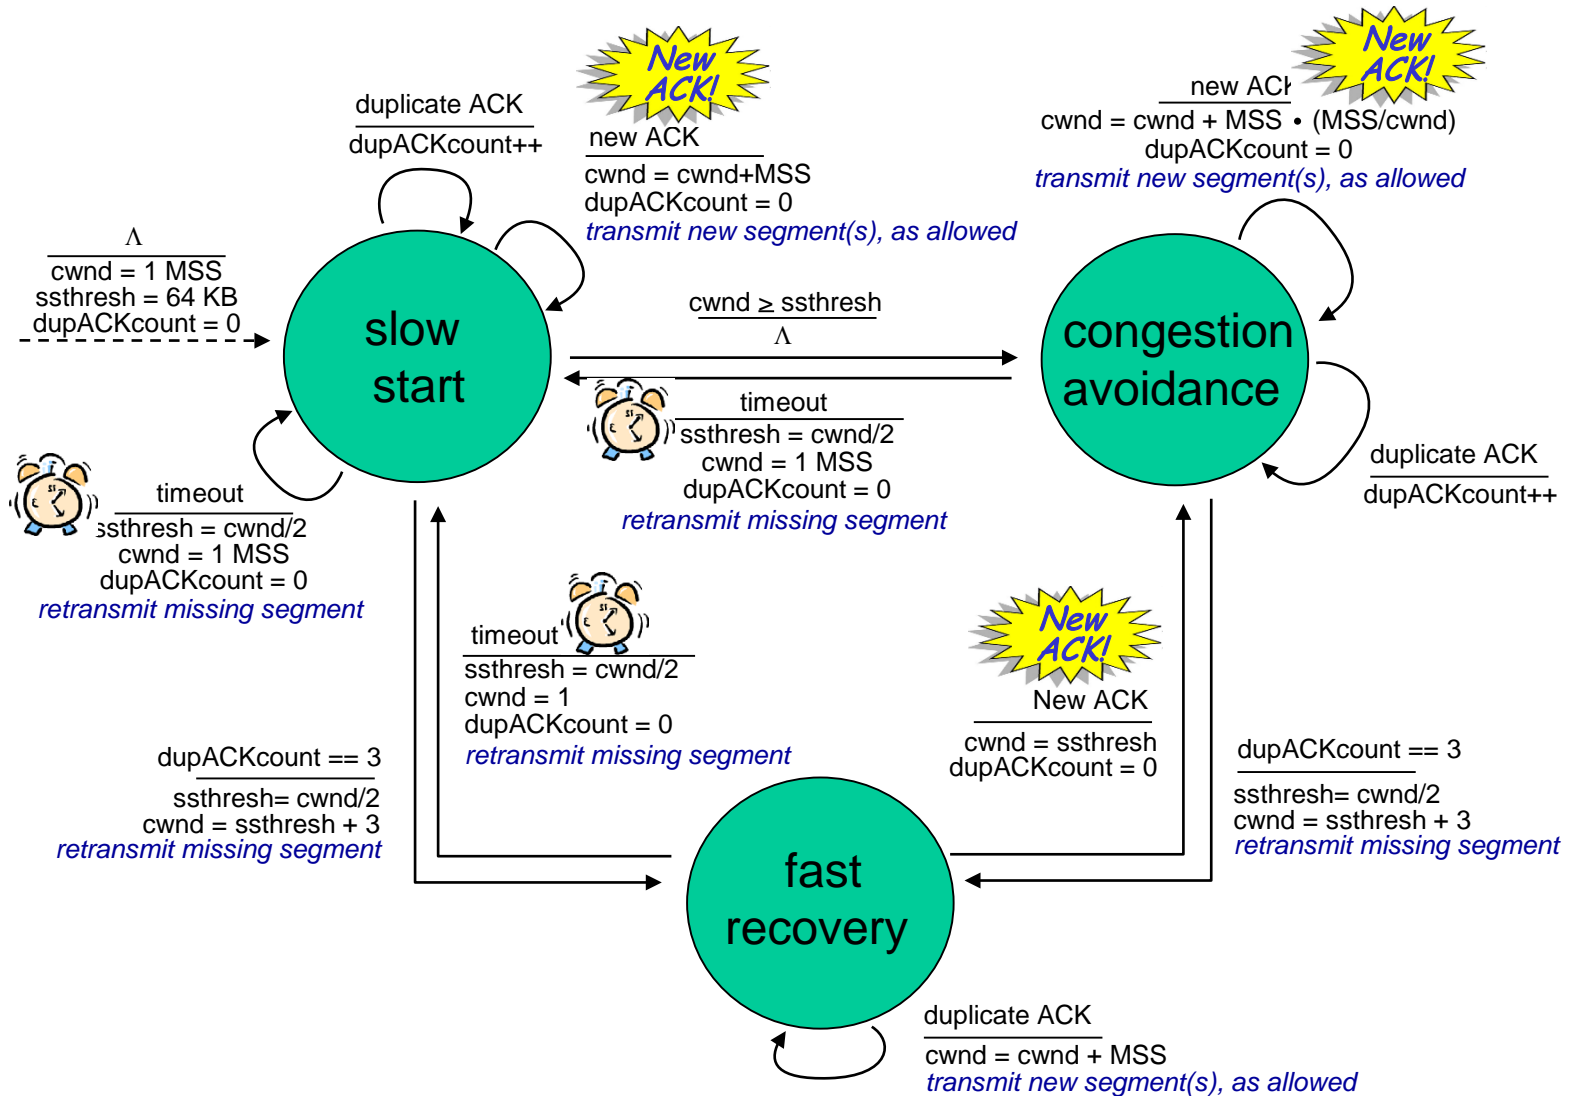 New
ACK!
duplicate ACK
dupACKcount++
new ACK
cwnd = cwnd+MSS
dupACKcount = 0
transmit new segment(s), as allowed
New
ACK!
new ACK
cwnd = cwnd + MSS • (MSS/cwnd)
dupACKcount = 0
transmit new segment(s), as allowed
Λ
cwnd = 1 MSS
ssthresh = 64 KB
dupACKcount = 0
slow
start
cwnd ≥ ssthresh
Λ
timeout
ssthresh = cwnd/2
cwnd = 1 MSS
dupACKcount = 0
retransmit missing segment
congestion
avoidance
duplicate ACK
dupACKcount++
timeout
ssthresh = cwnd/2
cwnd = 1 MSS
dupACKcount = 0
retransmit missing segment
timeout
ssthresh = cwnd/2
cwnd = 1
dupACKcount = 0
retransmit missing segment
New
ACK!
New ACK
cwnd = ssthresh
dupACKcount = 0
dupACKcount == 3
ssthresh= cwnd/2
cwnd = ssthresh + 3
retransmit missing segment
dupACKcount == 3
ssthresh= cwnd/2
cwnd = ssthresh + 3
retransmit missing segment
fast
recovery
duplicate ACK
cwnd = cwnd + MSS
transmit new segment(s), as allowed